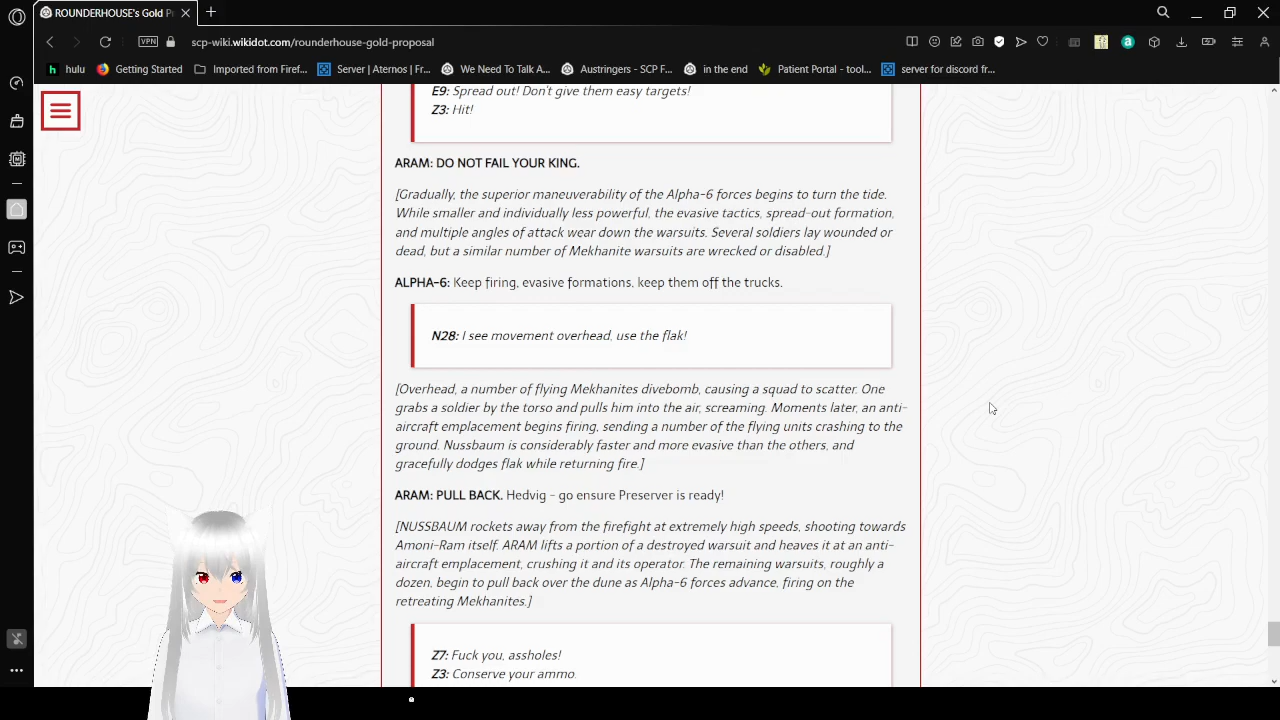 ROUNDERHOUSE's Gold Pr
VPN
scp-wiki.wikidot.com/rounderhouse-gold-proposal
hulu
Getting Started
Imported from Firef...
Server | Aternos | Fr...
We Need To Talk A...
Austringers - SCP F...
in the end
Patient Portal - tool...
server for discord fr...
E9: Spread out! Don't give them easy targets!
Z3: Hit!
ARAM: DO NOT FAIL YOUR KING.
[Gradually, the superior maneuverability of the Alpha-6 forces begins to turn the tide.
While smaller and individually less powerful, the evasive tactics, spread-out formation,
and multiple angles of attack wear down the warsuits. Several soldiers lay wounded or
dead, but a similar number of Mekhanite warsuits are wrecked or disabled.]
ALPHA-6: Keep firing, evasive formations, keep them off the trucks.
N28: I see movement overhead, use the flak!
[Overhead, a number of flying Mekhanites divebomb, causing a squad to scatter. One
grabs a soldier by the torso and pulls him into the air, screaming. Moments later, an anti-
aircraft emplacement begins firing, sending a number of the flying units crashing to the
ground. Nussbaum is considerably faster and more evasive than the others, and
gracefully dodges flak while returning fire.]
ARAM: PULL BACK. Hedvig - go ensure Preserver is ready!
[NUSSBAUM rockets away from the firefight at extremely high speeds, shooting towards
Amoni-Ram itself. ARAM lifts a portion of a destroyed warsuit and heaves it at an anti-
aircraft emplacement, crushing it and its operator. The remaining warsuits, roughly a
dozen, begin to pull back over the dune as Alpha-6 forces advance, firing on the
retreating Mekhanites.]
Z7: Fuck you, assholes!
Z3: Conserve your ammo.